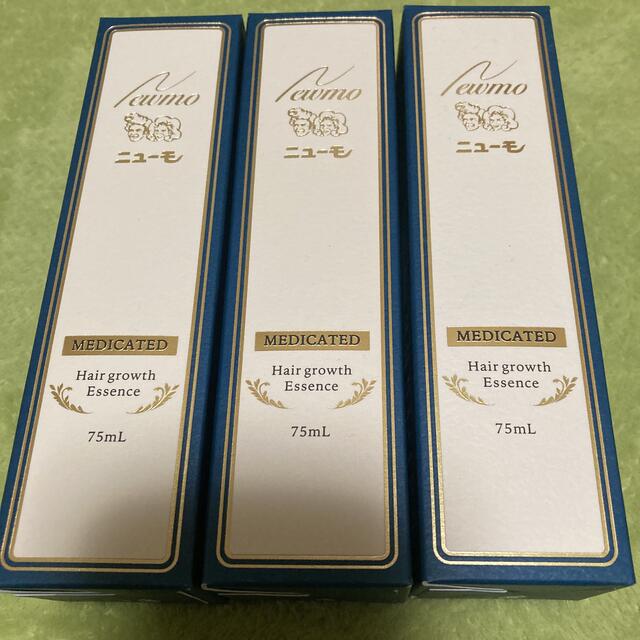 Newmo
ニューモ
MEDICATED
Hair growth
Essence
75mL
Newmo
ニューモ
MEDICATED
Hair growth
Essence
75mL
Newmo
ニューモ
MEDICATED
Hair growth
Essence
75mL